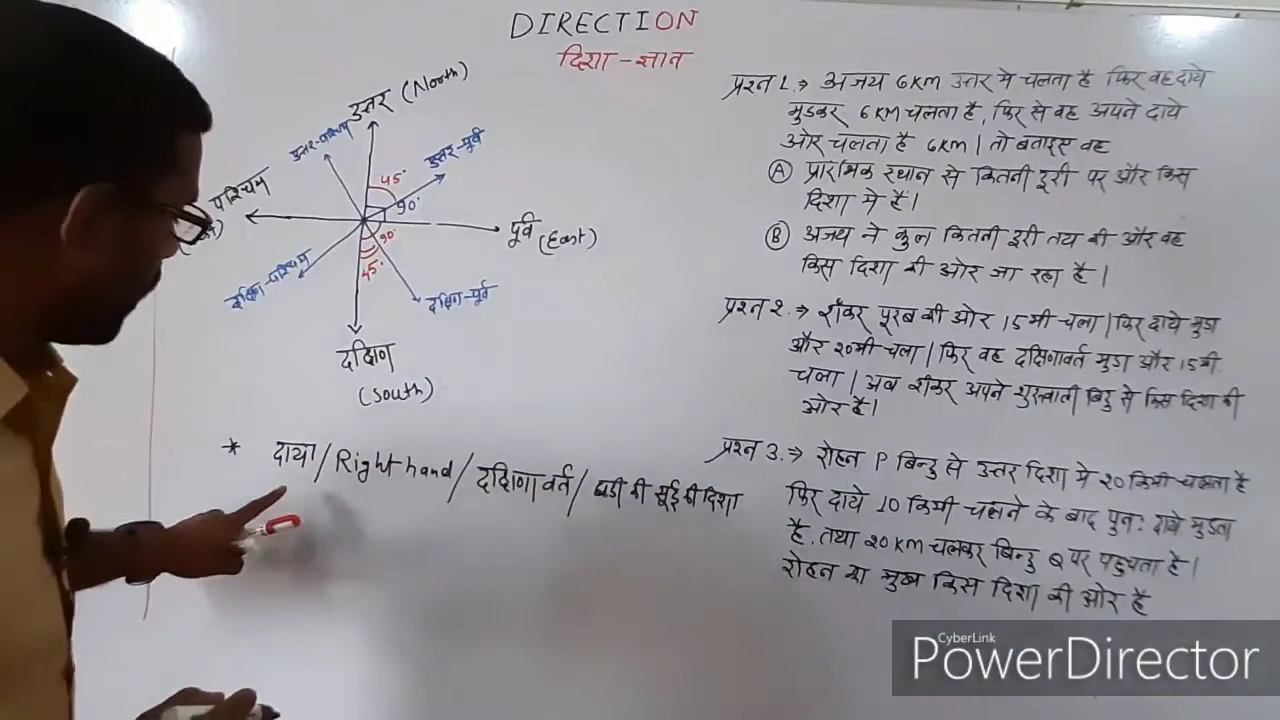 DIRECTION
दिशा-ज्ञान
उत्तर (North)
उत्तर-पश्चिम
उत्तर-पूर्व
45°
90°
पश्चिम
पूर्व (East)
90°
45°
दक्षिण-पश्चिम
दक्षिण-पूर्व
दक्षिण
(South)
* दाया/Right hand/दक्षिणावर्त/घडी की सूई की दिशा
प्रश्न 1.⇒ अजय 6KM उत्तर मे चलता है फिर वह दाये
मुडकर 6KM चलता है, फिर से वह अपने दाये
ओर चलता है 6KM। तो बताइए वह
(A) प्रारंभिक स्थान से कितनी दूरी पर और किस
दिशा मे है।
(B) अजय ने कुल कितनी दूरी तय की और वह
किस दिशा की ओर जा रहा है।
प्रश्न 2.⇒ शंकर पूरब की ओर 15मी चला। फिर दाये मुडा
और 20मी चला। फिर वह दक्षिणावर्त मुडा और 15मी.
चला। अब शंकर अपने शुरुवाती बिंदु से किस दिशा की
ओर है।
प्रश्न 3.⇒ रोहन P बिन्दु से उत्तर दिशा मे 20 किमी चलता है
फिर दाये 10 किमी चलने के बाद पुनः दाये मुडता
है. तथा 20KM चलकर बिन्दु Q पर पहुचता है।
रोहन का मुख किस दिशा की ओर है
CyberLink
PowerDirector